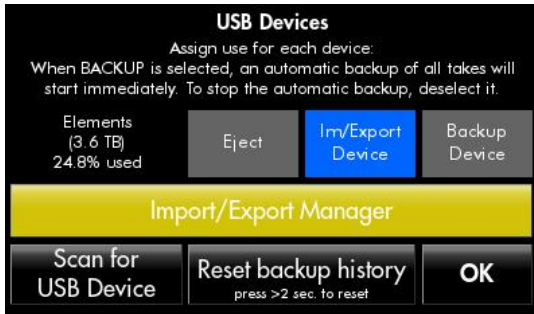 USB Devices
Assign use for each device:
When BACKUP is selected, an automatic backup of all takes will
start immediately. To stop the automatic backup, deselect it.
Elements
(3.6 TB)
24.8% used
Eject
Im/Export
Device
Backup
Device
Import/Export Manager
Scan for
USB Device
Reset backup history
press >2 sec. to reset
OK